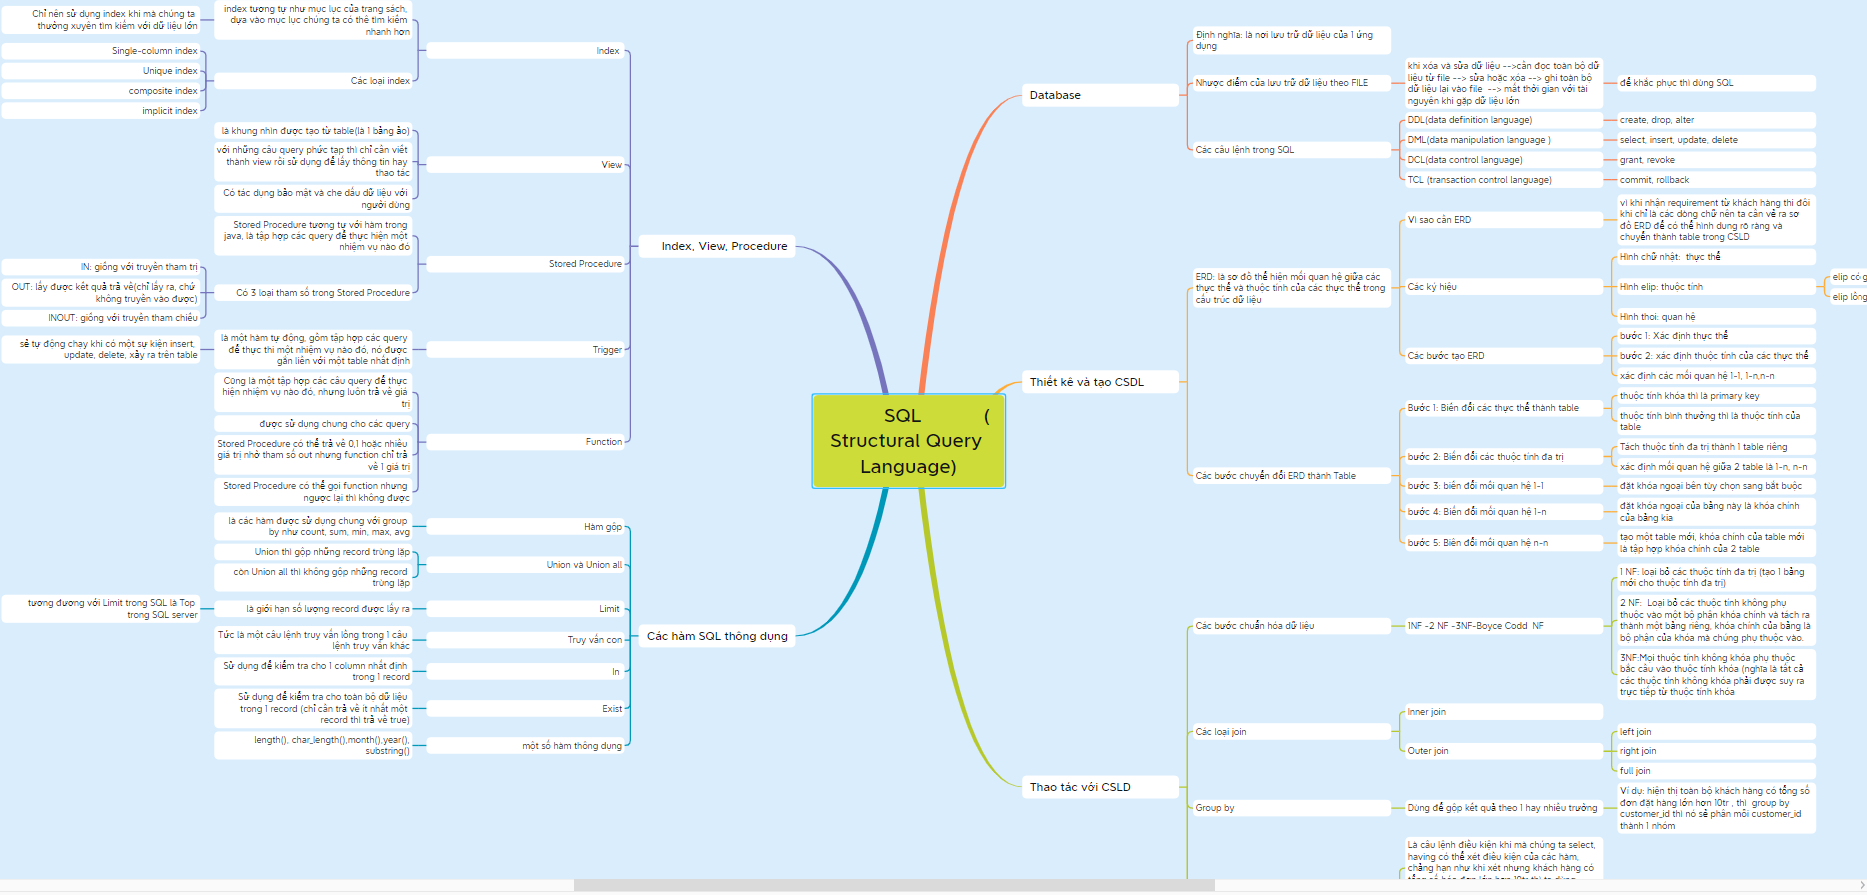 SQL (
Structural Query
Language)
Database
Định nghĩa: là nơi lưu trữ dữ liệu của 1 ứng
dụng
Nhược điểm của lưu trữ dữ liệu theo FILE
khi xóa và sửa dữ liệu -->cần đọc toàn bộ dữ
liệu từ file --> sửa hoặc xóa --> ghi toàn bộ
dữ liệu lại vào file --> mất thời gian với tài
nguyên khi gặp dữ liệu lớn
để khắc phục thì dùng SQL
Các câu lệnh trong SQL
DDL(data definition language)
create, drop, alter
DML(data manipulation language )
select, insert, update, delete
DCL(data control language)
grant, revoke
TCL (transaction control language)
commit, rollback
Thiết kê và tạo CSDL
ERD: là sơ đồ thể hiện mối quan hệ giữa các
thực thể và thuộc tính của các thực thể trong
cấu trúc dữ liệu
Vì sao cần ERD
vì khi nhận requirement từ khách hàng thì đôi
khi chỉ là các dòng chữ nên ta cần vẽ ra sơ
đồ ERD để có thể hình dung rõ ràng và
chuyển thành table trong CSLD
Các ký hiệu
Hình chữ nhật: thực thể
Hình elip: thuộc tính
elip có g
elip lồng
Hình thoi: quan hệ
Các bước tạo ERD
bước 1: Xác định thực thể
bước 2: xác định thuộc tính của các thực thể
xác định các mối quan hệ 1-1, 1-n,n-n
Các bước chuyển đổi ERD thành Table
Bước 1: Biến đổi các thực thể thành table
thuộc tính khóa thì là primary key
thuộc tính bình thường thì là thuộc tính của
table
bước 2: Biến đổi các thuộc tính đa trị
Tách thuộc tính đa trị thành 1 table riêng
xác định mối quan hệ giữa 2 table là 1-n, n-n
bước 3: biến đổi mối quan hệ 1-1
đặt khóa ngoại bên tùy chọn sang bắt buộc
bước 4: Biến đổi mối quan hệ 1-n
đặt khóa ngoại của bảng này là khóa chính
của bảng kia
bước 5: Biến đổi mối quan hệ n-n
tạo một table mới, khóa chính của table mới
là tập hợp khóa chính của 2 table
Thao tác với CSLD
Các bước chuẩn hóa dữ liệu
1NF -2 NF -3NF-Boyce Codd NF
1 NF: loại bỏ các thuộc tính đa trị (tạo 1 bảng
mới cho thuộc tính đa trị)
2 NF: Loại bỏ các thuộc tính không phụ
thuộc vào một bộ phận khóa chính và tách ra
thành một bảng riêng, khóa chính của bảng là
bộ phận của khóa mà chúng phụ thuộc vào.
3NF:Mọi thuộc tính không khóa phụ thuộc
bắc cầu vào thuộc tính khóa (nghĩa là tất cả
các thuộc tính không khóa phải được suy ra
trực tiếp từ thuộc tính khóa
Các loại join
Inner join
Outer join
left join
right join
full join
Group by
Dùng để gộp kết quả theo 1 hay nhiều trường
Ví dụ: hiện thị toàn bộ khách hàng có tổng số
đơn đặt hàng lớn hơn 10tr , thì group by
customer_id thì nó sẽ phân mỗi customer_id
thành 1 nhóm
Là câu lệnh điều kiện khi mà chúng ta select,
having có thể xét điều kiện của các hàm,
chẳng hạn như khi xét những khách hàng có
tổng số hóa đơn lớn hơn 10tr thì ta dùng
Index, View, Procedure
Index
index tương tự như mục lục của trang sách,
dựa vào mục lục chúng ta có thể tìm kiếm
nhanh hơn
Chỉ nên sử dụng index khi mà chúng ta
thường xuyên tìm kiếm với dữ liệu lớn
Các loại index
Single-column index
Unique index
composite index
implicit index
View
là khung nhìn được tạo từ table(là 1 bảng ảo)
với những câu query phức tạp thì chỉ cần viết
thành view rồi sử dụng để lấy thông tin hay
thao tác
Có tác dụng bảo mật và che dấu dữ liệu với
người dùng
Stored Procedure
Stored Procedure tương tự với hàm trong
java, là tập hợp các query để thực hiện một
nhiệm vụ nào đó
Có 3 loại tham số trong Stored Procedure
IN: giống với truyền tham trị
OUT: lấy được kết quả trả về(chỉ lấy ra, chứ
không truyền vào được)
INOUT: giống với truyền tham chiếu
Trigger
là một hàm tự động, gồm tập hợp các query
để thực thi một nhiệm vụ nào đó, nó được
gắn liền với một table nhất định
sẽ tự động chạy khi có một sự kiện insert,
update, delete, xảy ra trên table
Function
Cũng là một tập hợp các câu query để thực
hiện nhiệm vụ nào đó, nhưng luôn trả về giá
trị
được sử dụng chung cho các query
Stored Procedure có thể trả về 0,1 hoặc nhiều
giá trị nhờ tham số out nhưng function chỉ trả
về 1 giá trị
Stored Procedure có thể gọi function nhưng
ngược lại thì không được
Các hàm SQL thông dụng
Hàm gộp
là các hàm được sử dụng chung với group
by như count, sum, min, max, avg
Union và Union all
Union thì gộp những record trùng lặp
còn Union all thì không gộp những record
trùng lặp
Limit
là giới hạn số lượng record được lấy ra
tương đương với Limit trong SQL là Top
trong SQL server
Truy vấn con
Tức là một câu lệnh truy vấn lồng trong 1 câu
lệnh truy vấn khác
In
Sử dụng để kiểm tra cho 1 column nhất định
trong 1 record
Exist
Sử dụng để kiểm tra cho toàn bộ dữ liệu
trong 1 record (chỉ cần trả về ít nhất một
record thì trả về true)
một số hàm thông dụng
length(), char_length(),month(),year(),
substring()